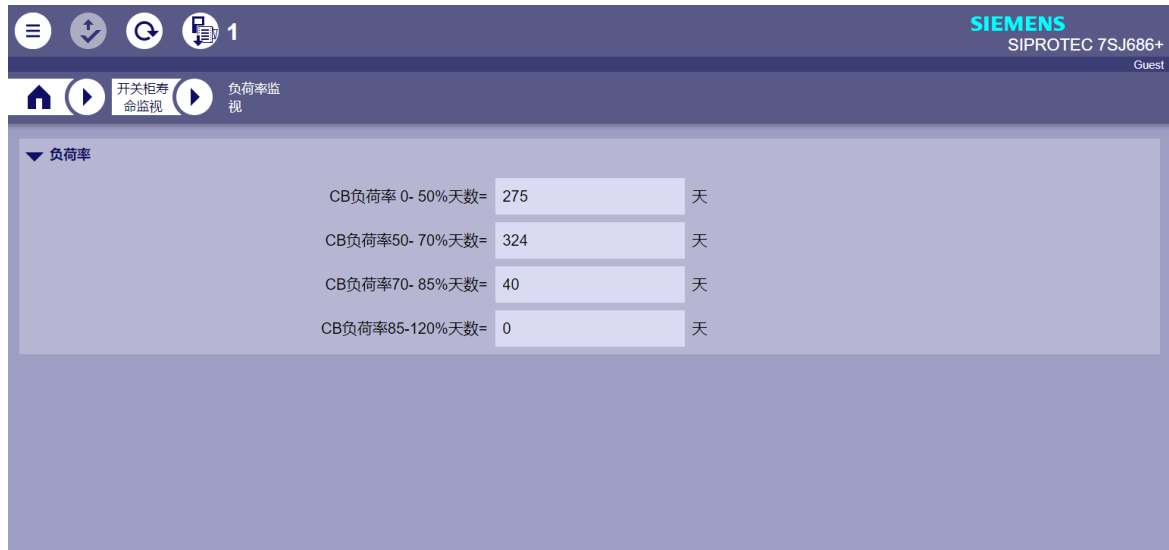 1
SIEMENS
SIPROTEC 7SJ686+
Guest
开关柜寿
命监视
负荷率监
视
负荷率
CB负荷率 0- 50%天数= 275 天
CB负荷率50- 70%天数= 324 天
CB负荷率70- 85%天数= 40 天
CB负荷率85-120%天数= 0 天